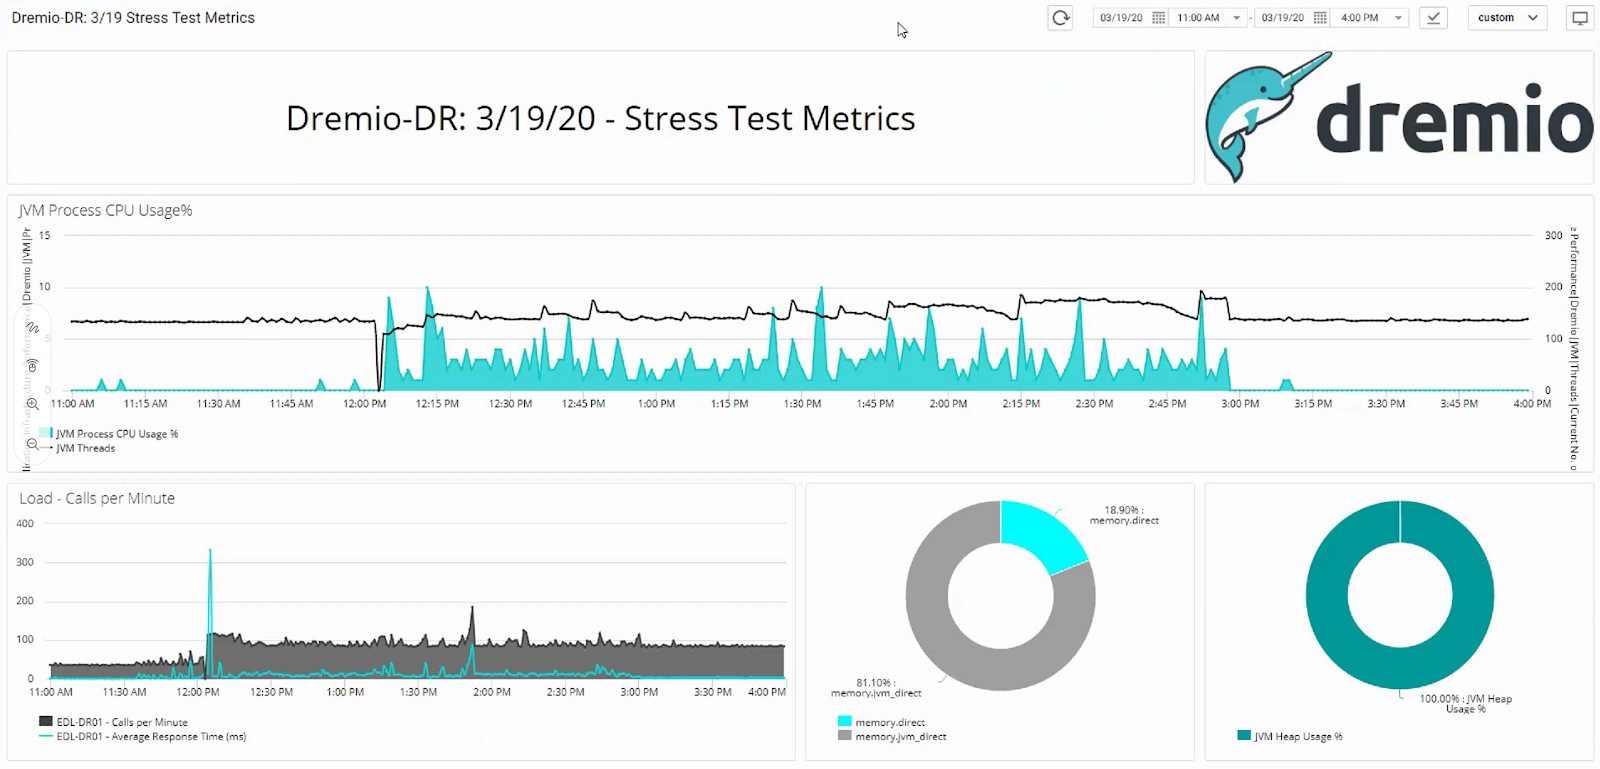 Dremio-DR: 3/19 Stress Test Metrics
03/19/20 11:00 AM - 03/19/20 4:00 PM custom
Dremio-DR: 3/19/20 - Stress Test Metrics
dremio
JVM Process CPU Usage%
15
10
5
0
300
200
100
0
|Dremio|JVM|Pr
e Performance|Dremio|JVM|Threads|Current No. o
11:00 AM 11:15 AM 11:30 AM 11:45 AM 12:00 PM 12:15 PM 12:30 PM 12:45 PM 1:00 PM 1:15 PM 1:30 PM 1:45 PM 2:00 PM 2:15 PM 2:30 PM 2:45 PM 3:00 PM 3:15 PM 3:30 PM 3:45 PM 4:00 PM
JVM Process CPU Usage %
JVM Threads
Load - Calls per Minute
400
300
200
100
0
11:00 AM 11:30 AM 12:00 PM 12:30 PM 1:00 PM 1:30 PM 2:00 PM 2:30 PM 3:00 PM 3:30 PM 4:00 PM
EDL-DR01 - Calls per Minute
EDL-DR01 - Average Response Time (ms)
18.90% :
memory.direct
81.10% :
memory.jvm_direct
memory.direct
memory.jvm_direct
100.00% : JVM Heap
Usage %
JVM Heap Usage %